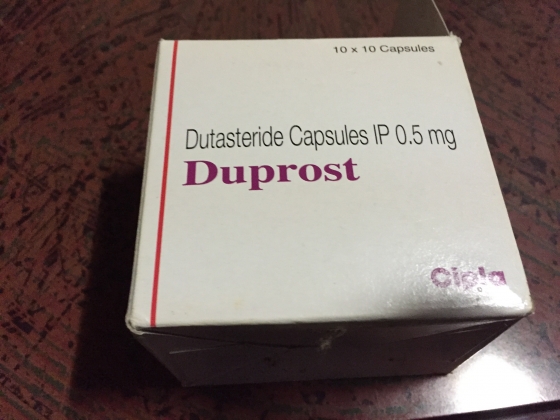 10 x 10 Capsules
Dutasteride Capsules IP 0.5 mg
Duprost
Cipla